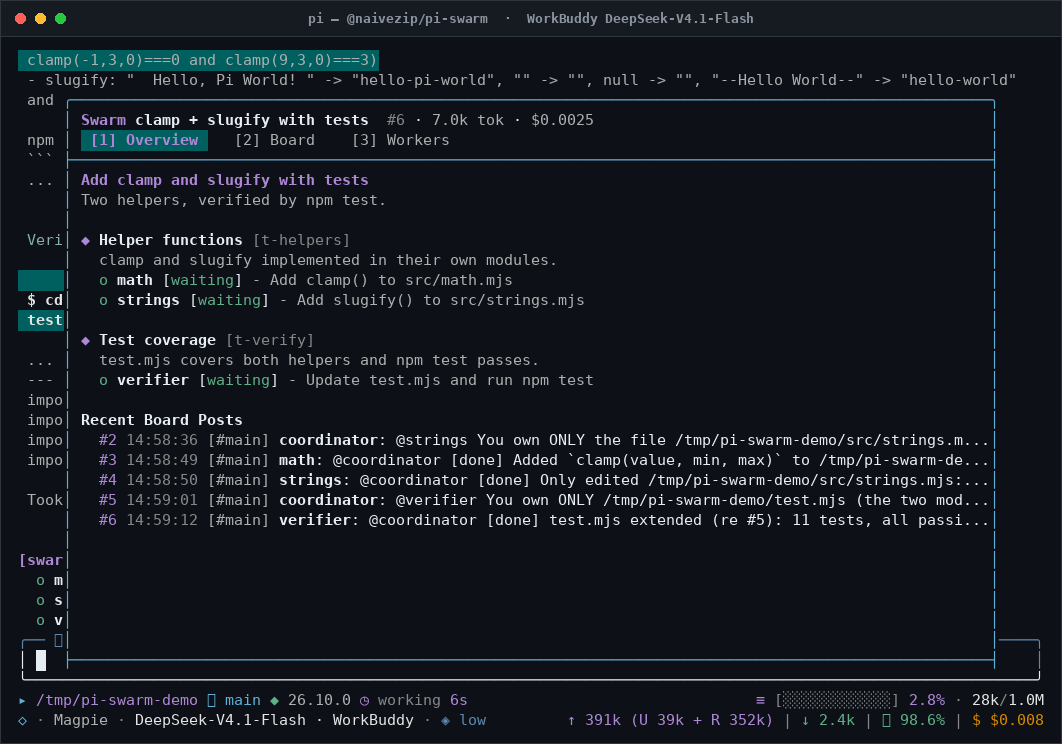 pi — @naivezip/pi-swarm · WorkBuddy DeepSeek-V4.1-Flash
clamp(-1,3,0)===0 and clamp(9,3,0)===3)
- slugify: "  Hello, Pi World! " -> "hello-pi-world", "" -> "", null -> "", "--Hello World--" -> "hello-world"
and
Swarm clamp + slugify with tests  #6 · 7.0k tok · $0.0025
npm [1] Overview   [2] Board   [3] Workers
```
... Add clamp and slugify with tests
Two helpers, verified by npm test.
Veri ◆ Helper functions [t-helpers]
clamp and slugify implemented in their own modules.
o math [waiting] - Add clamp() to src/math.mjs
$ cd o strings [waiting] - Add slugify() to src/strings.mjs
test
◆ Test coverage [t-verify]
... test.mjs covers both helpers and npm test passes.
--- o verifier [waiting] - Update test.mjs and run npm test
impo
impo Recent Board Posts
impo #2 14:58:36 [#main] coordinator: @strings You own ONLY the file /tmp/pi-swarm-demo/src/strings.m...
impo #3 14:58:49 [#main] math: @coordinator [done] Added `clamp(value, min, max)` to /tmp/pi-swarm-de...
#4 14:58:50 [#main] strings: @coordinator [done] Only edited /tmp/pi-swarm-demo/src/strings.mjs:...
Took #5 14:59:01 [#main] coordinator: @verifier You own ONLY /tmp/pi-swarm-demo/test.mjs (the two mod...
#6 14:59:12 [#main] verifier: @coordinator [done] test.mjs extended (re #5): 11 tests, all passi...
[swar
o m
o s
o v
▸ /tmp/pi-swarm-demo main ◆ 26.10.0 ◷ working 6s ≡ [░░░░░░░░░░░░] 2.8% · 28k/1.0M
◇ · Magpie · DeepSeek-V4.1-Flash · WorkBuddy · ◈ low ↑ 391k (U 39k + R 352k) | ↓ 2.4k | 98.6% | $ $0.008